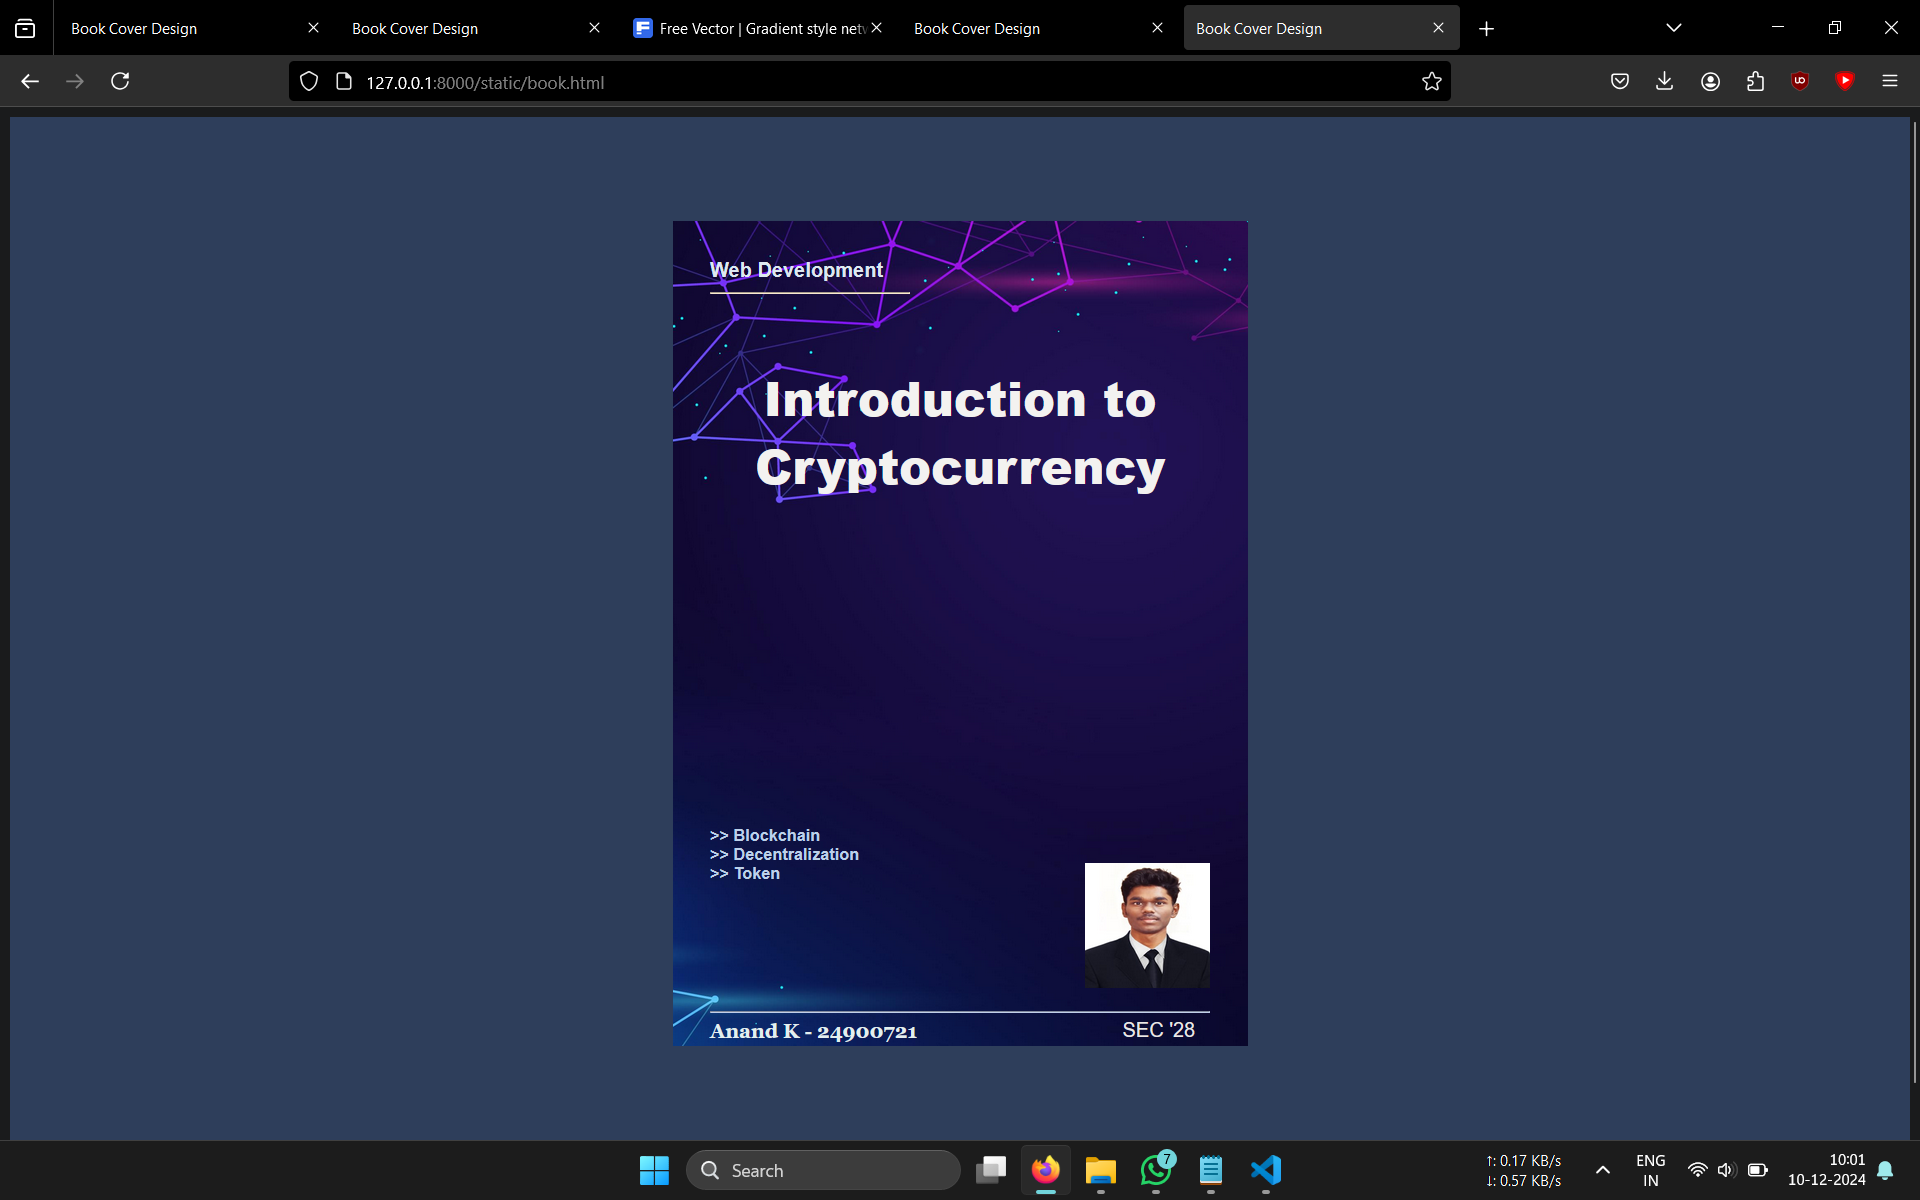 Book Cover Design
Book Cover Design
Free Vector | Gradient style netw
Book Cover Design
Book Cover Design
127.0.0.1:8000/static/book.html
Web Development
Introduction to
Cryptocurrency
>> Blockchain
>> Decentralization
>> Token
Anand K - 24900721
SEC '28
Search
7
↑: 0.17 KB/s
↓: 0.57 KB/s
ENG
IN
10:01
10-12-2024